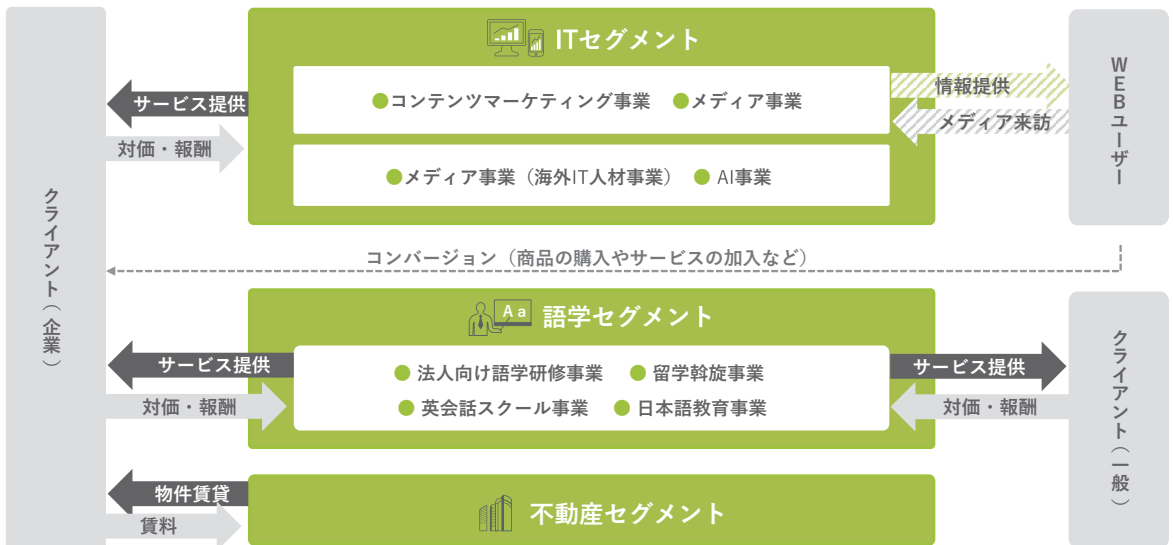 ITセグメント
サービス提供
対価・報酬
●コンテンツマーケティング事業 ●メディア事業
情報提供
メディア来訪
●メディア事業（海外IT人材事業） ●AI事業
WEBユーザー
クライアント（企業）
コンバージョン（商品の購入やサービスの加入など）
Aa
語学セグメント
サービス提供
対価・報酬
●法人向け語学研修事業 ●留学斡旋事業
●英会話スクール事業 ●日本語教育事業
サービス提供
対価・報酬
クライアント（一般）
物件賃貸
賃料
不動産セグメント